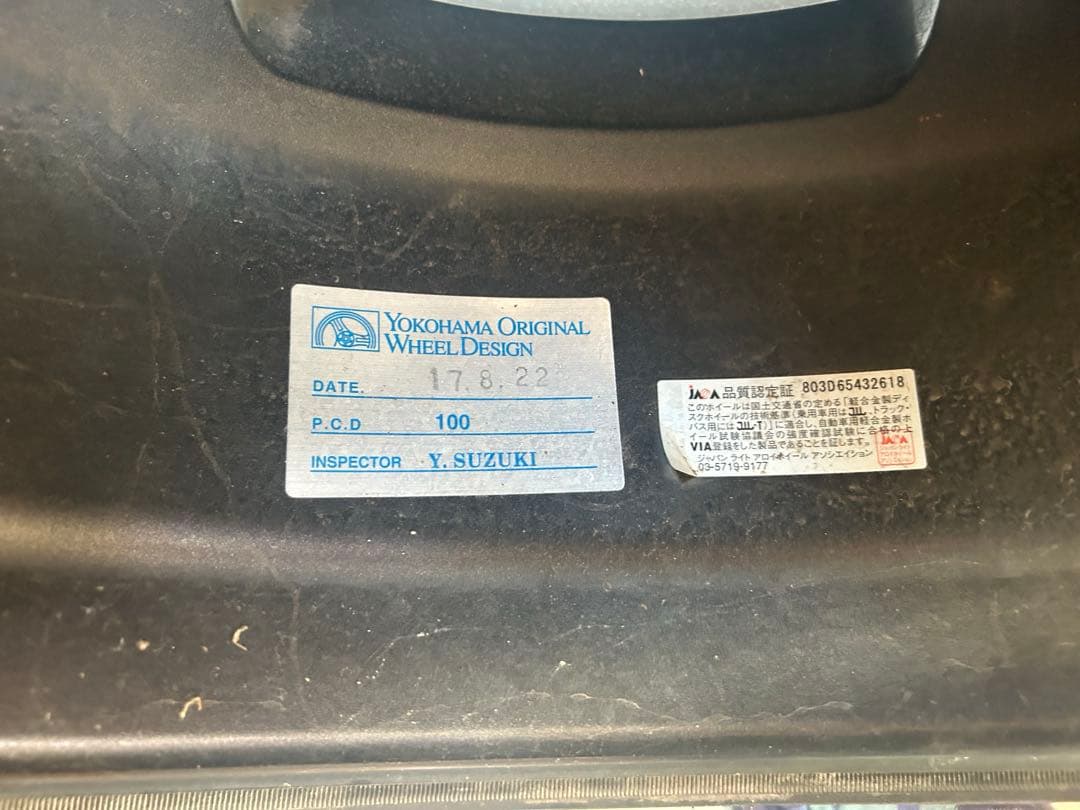 YOKOHAMA ORIGINAL
WHEEL DESIGN
DATE. 17.8.22
P.C.D 100
INSPECTOR Y. SUZUKI
JAWA 品質認定証 803D65432618
このホイールは国土交通省の定める「軽合金製ディ
スクホイールの技術基準(乗用車用はJWL、トラック・
バス用にはJWL-T)」に適合し、自動車用軽合金製ホ
イール試験協議会の強度確認試験に合格の上
VIA登録をした製品であることを証します。
ジャパン ライト アロイホイール アソシエイション
03-5719-9177
JAWA